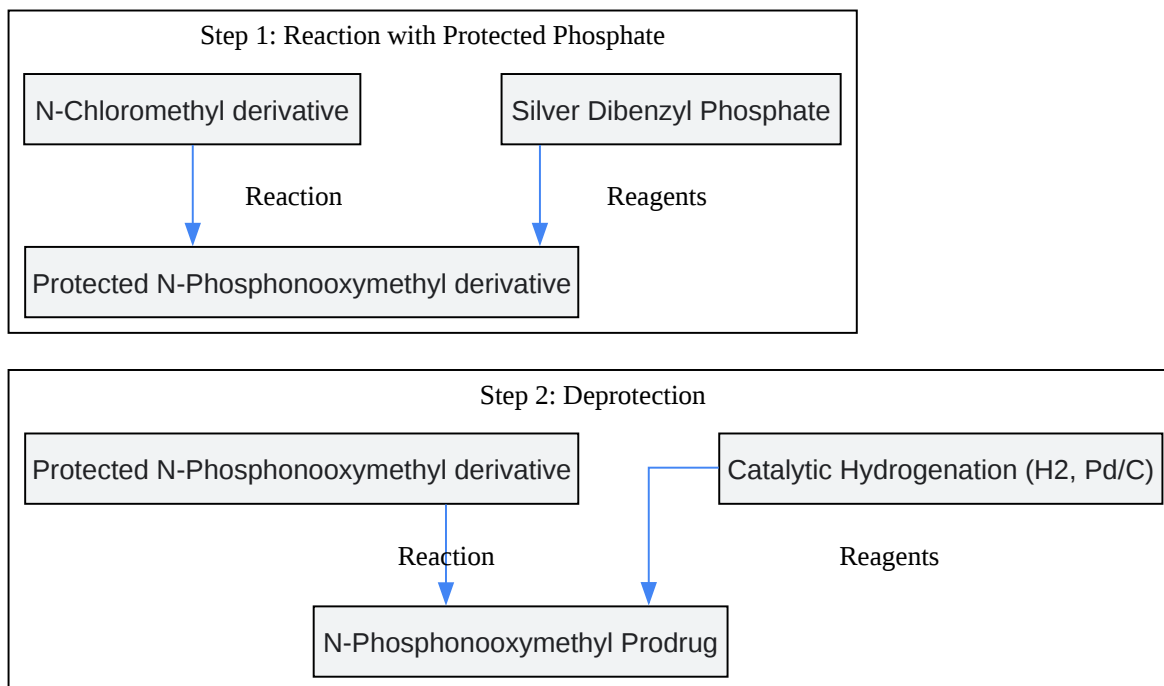 Step 1: Reaction with Protected Phosphate
N-Chloromethyl derivative
Silver Dibenzyl Phosphate
Reaction
Reagents
Protected N-Phosphonooxymethyl derivative
Step 2: Deprotection
Protected N-Phosphonooxymethyl derivative
Catalytic Hydrogenation (H2, Pd/C)
Reaction
Reagents
N-Phosphonooxymethyl Prodrug